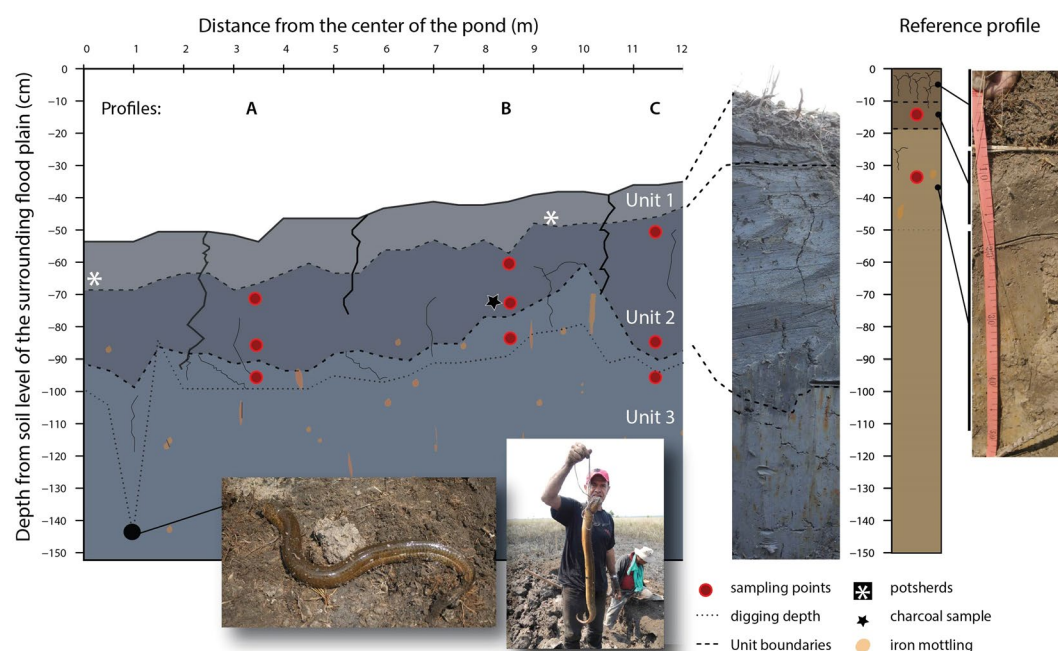 Distance from the center of the pond (m)
Reference profile
0 1 2 3 4 5 6 7 8 9 10 11 12
Depth from soil level of the surrounding flood plain (cm)
0
−10
−20
−30
−40
−50
−60
−70
−80
−90
−100
−110
−120
−130
−140
−150
Profiles: A B C
Unit 1
Unit 2
Unit 3
0
−10
−20
−30
−40
−50
−60
−70
−80
−90
−100
−110
−120
−130
−140
−150
sampling points
digging depth
Unit boundaries
potsherds
charcoal sample
iron mottling